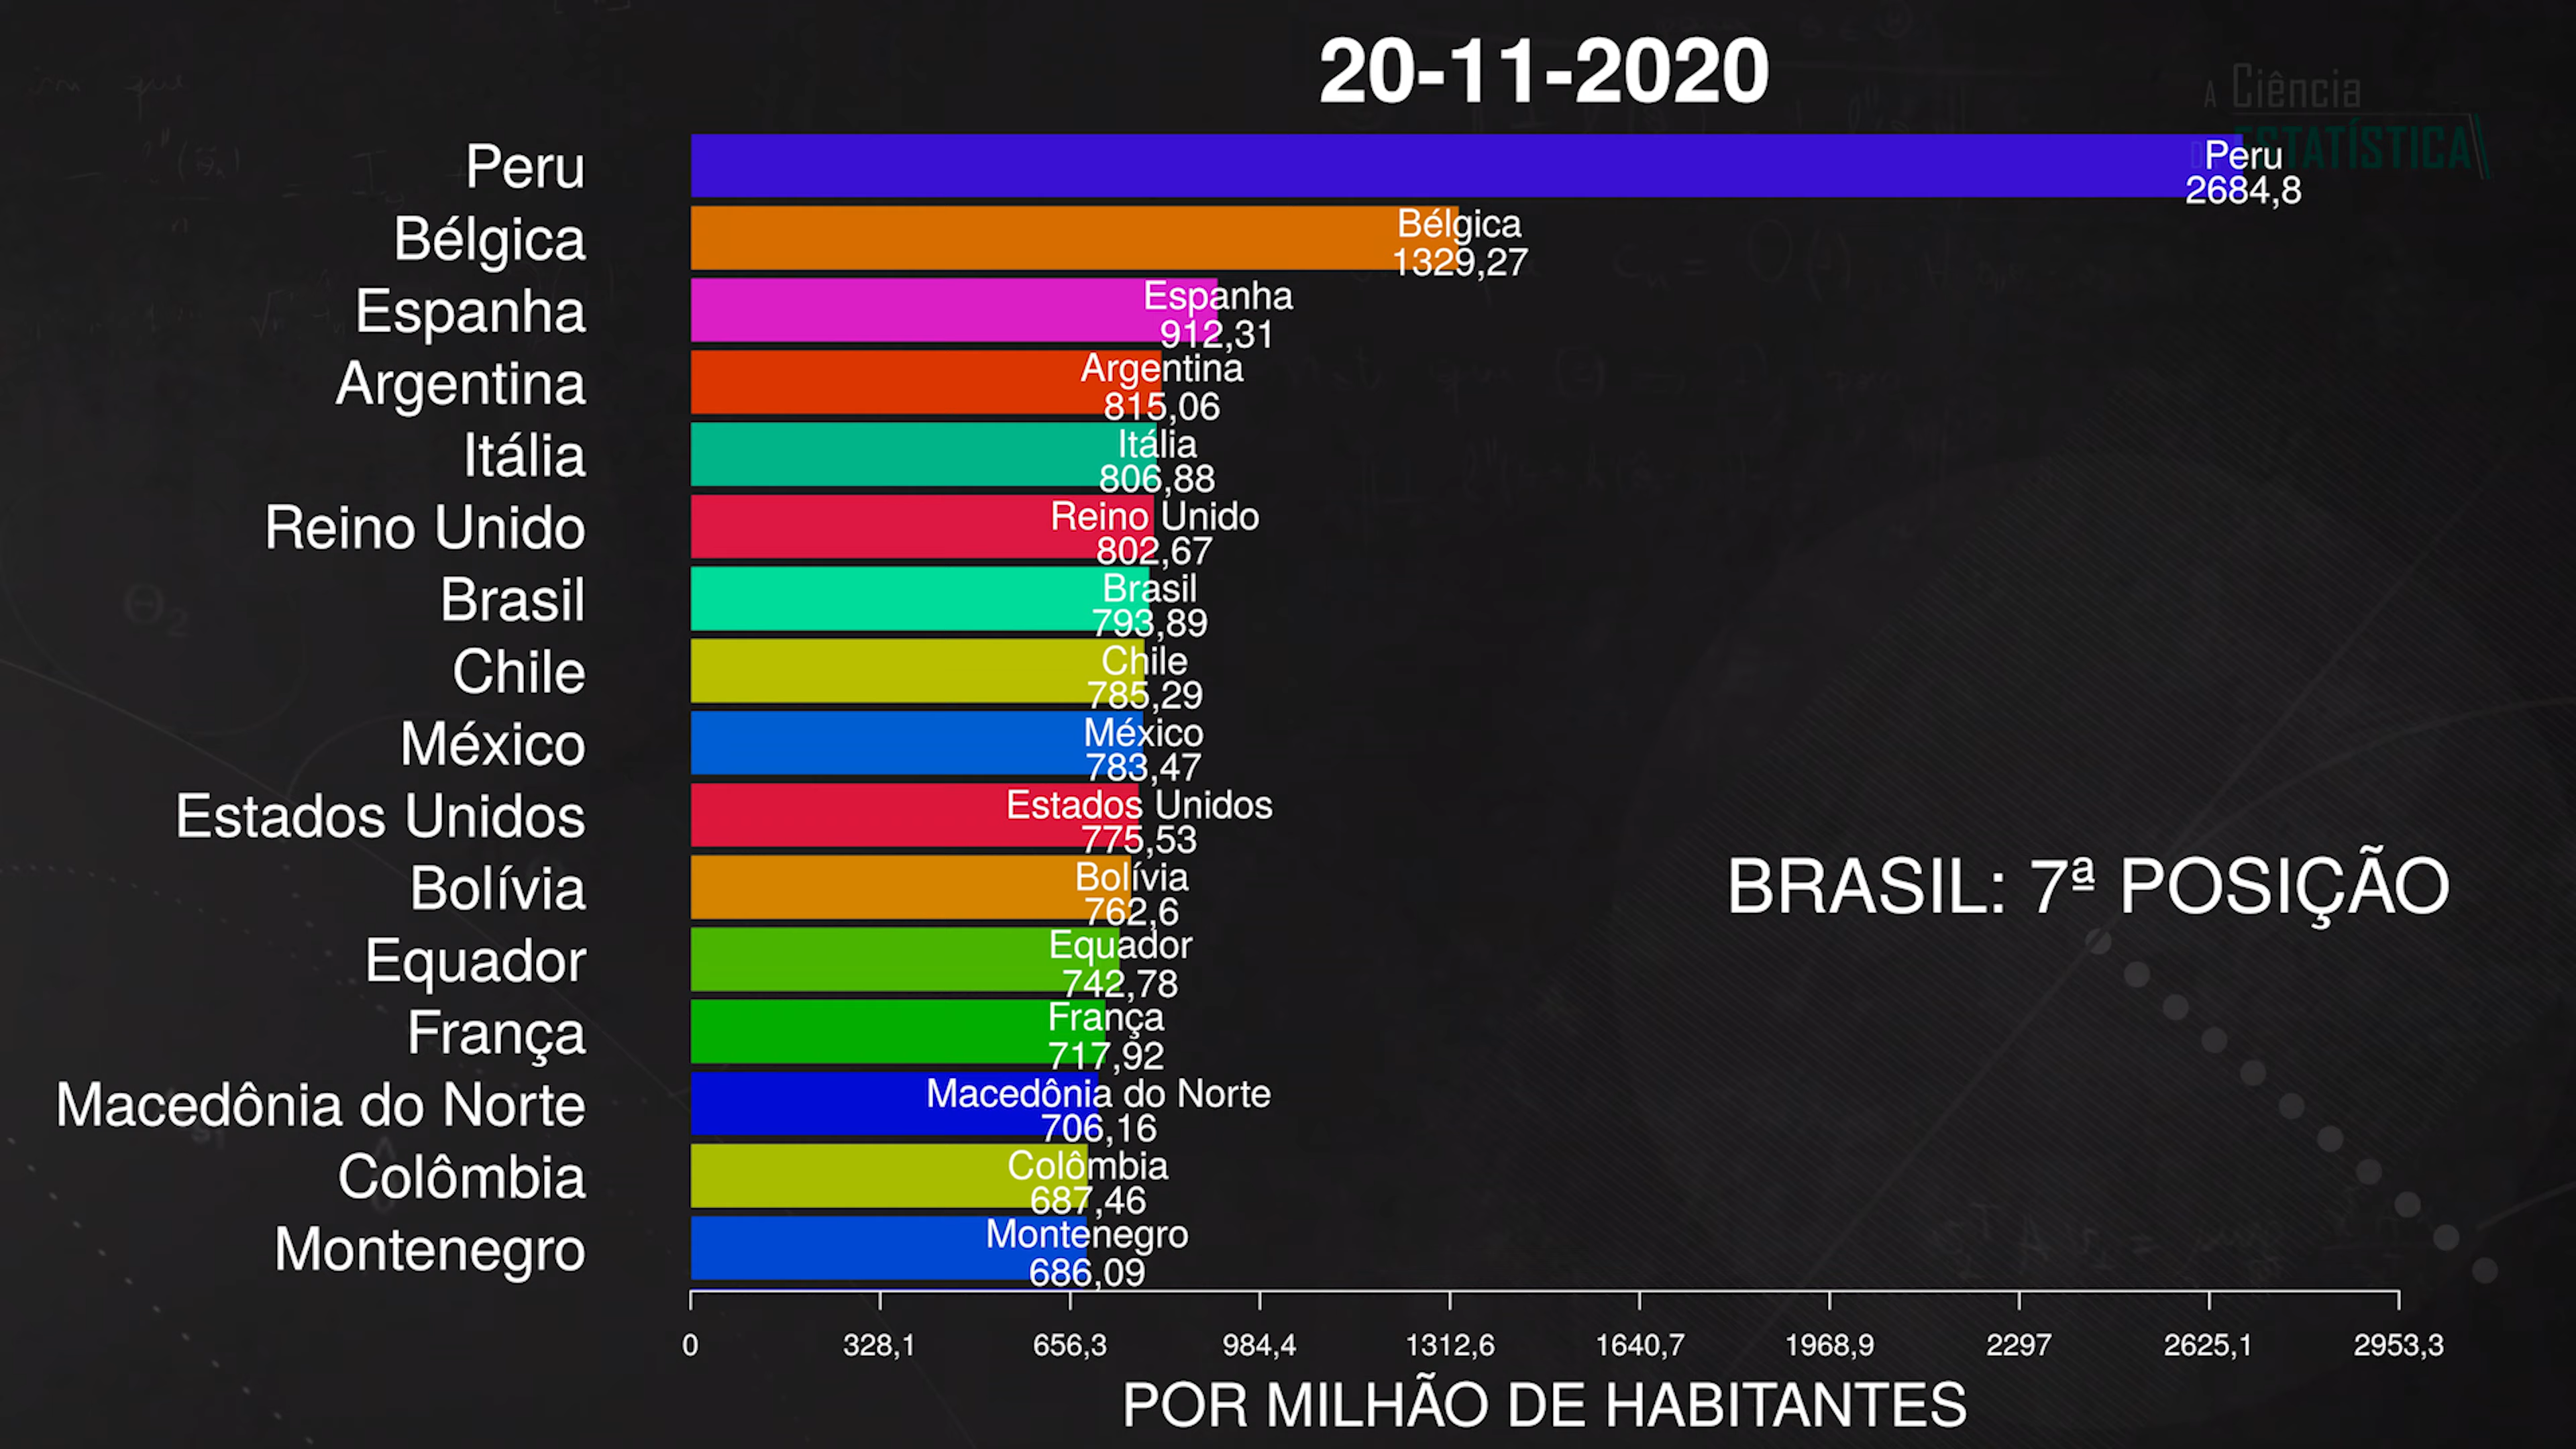 20-11-2020
A Ciência
ESTATÍSTICA
Peru
Peru
2684,8
Bélgica
Bélgica
1329,27
Espanha
Espanha
912,31
Argentina
Argentina
815,06
Itália
Itália
806,88
Reino Unido
Reino Unido
802,67
Brasil
Brasil
793,89
Chile
Chile
785,29
México
México
783,47
Estados Unidos
Estados Unidos
775,53
Bolívia
Bolívia
762,6
BRASIL: 7ª POSIÇÃO
Equador
Equador
742,78
França
França
717,92
Macedônia do Norte
Macedônia do Norte
706,16
Colômbia
Colômbia
687,46
Montenegro
Montenegro
686,09
0 328,1 656,3 984,4 1312,6 1640,7 1968,9 2297 2625,1 2953,3
POR MILHÃO DE HABITANTES